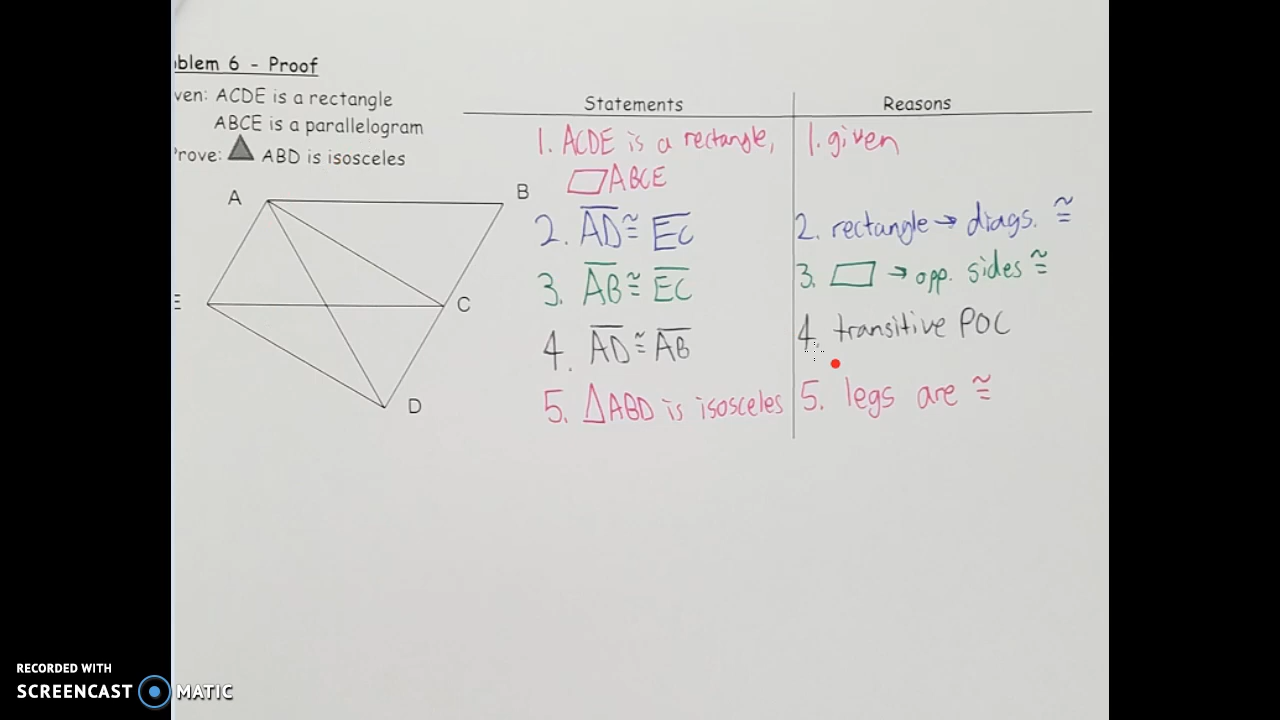 blem 6 - Proof
ven: ACDE is a rectangle
ABCE is a parallelogram
Prove: ▲ ABD is isosceles
Statements
Reasons
1. ACDE is a rectangle,
▱ABCE
1. given
2. AD ≅ EC
2. rectangle → diags. ≅
3. AB ≅ EC
3. ▱ → opp. sides ≅
4. AD ≅ AB
4. transitive POC
5. △ABD is isosceles
5. legs are ≅
A
B
E
C
D
RECORDED WITH
SCREENCAST MATIC